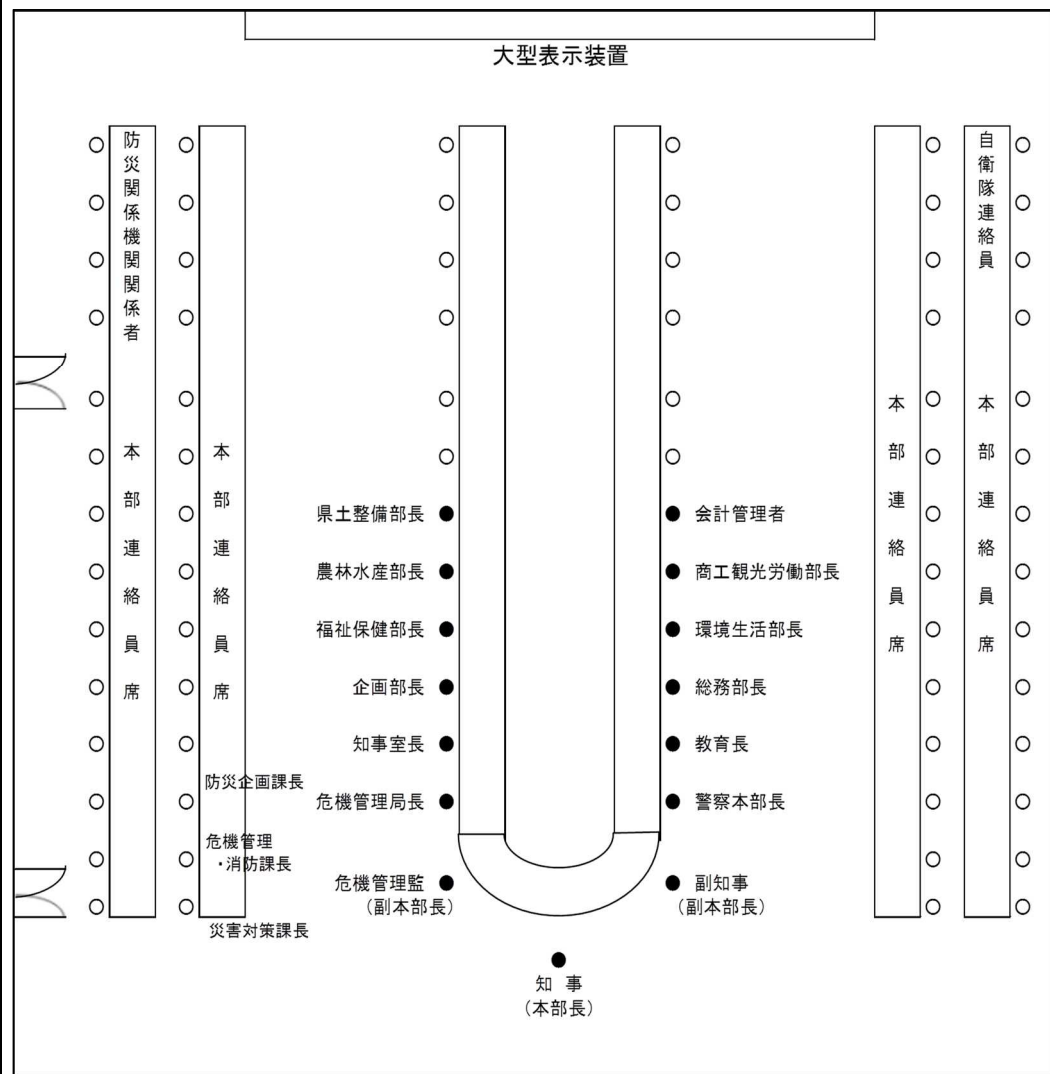 大型表示装置
防災関係機関関係者
本部連絡員席
本部連絡員席
防災企画課長
危機管理
・消防課長
災害対策課長
県土整備部長
農林水産部長
福祉保健部長
企画部長
知事室長
危機管理局長
危機管理監
(副本部長)
会計管理者
商工観光労働部長
環境生活部長
総務部長
教育長
警察本部長
副知事
(副本部長)
知 事
(本部長)
本部連絡員席
自衛隊連絡員
本部連絡員席